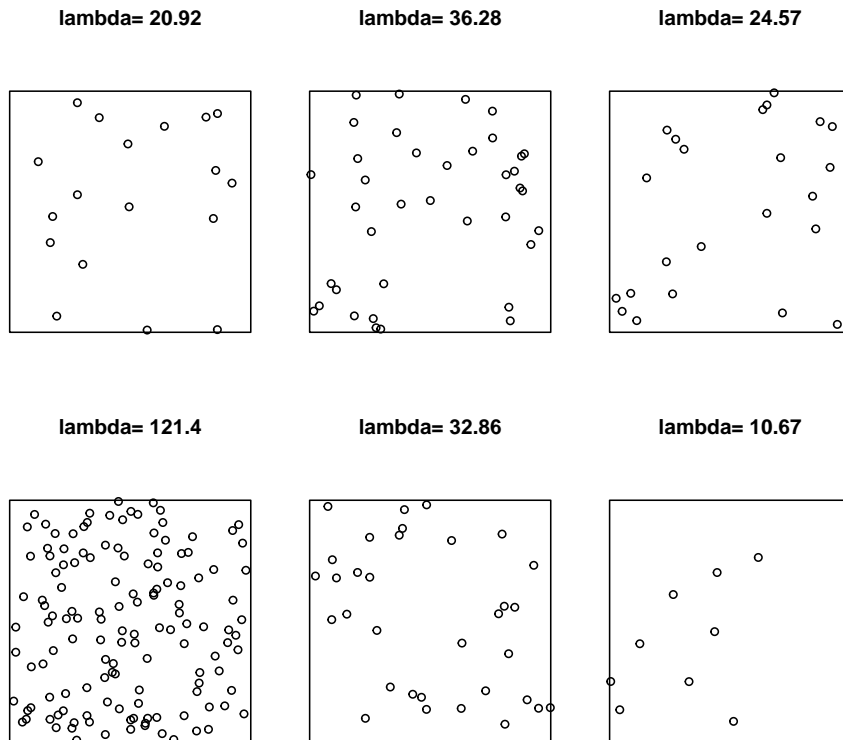 lambda= 20.92
lambda= 36.28
lambda= 24.57
lambda= 121.4
lambda= 32.86
lambda= 10.67